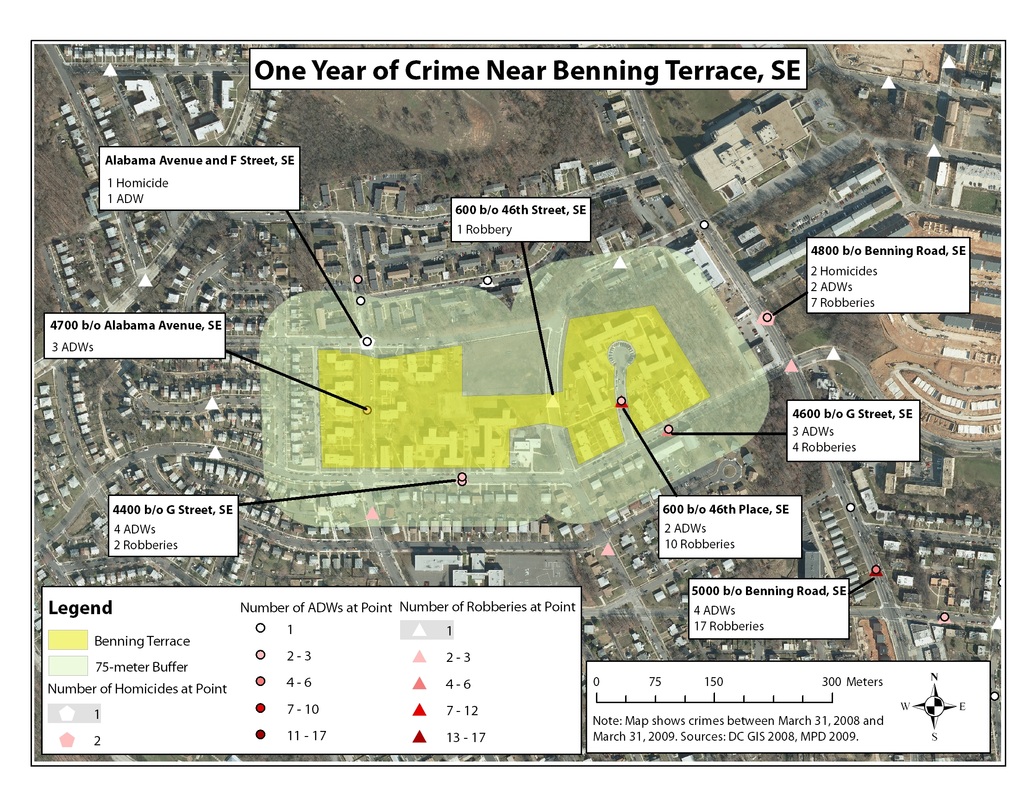 One Year of Crime Near Benning Terrace, SE
Alabama Avenue and F Street, SE
1 Homicide
1 ADW
600 b/o 46th Street, SE
1 Robbery
4800 b/o Benning Road, SE
2 Homicides
2 ADWs
7 Robberies
4700 b/o Alabama Avenue, SE
3 ADWs
4600 b/o G Street, SE
3 ADWs
4 Robberies
4400 b/o G Street, SE
4 ADWs
2 Robberies
600 b/o 46th Place, SE
2 ADWs
10 Robberies
5000 b/o Benning Road, SE
4 ADWs
17 Robberies
Legend
Benning Terrace
75-meter Buffer
Number of Homicides at Point
1
2
Number of ADWs at Point
1
2 - 3
4 - 6
7 - 10
11 - 17
Number of Robberies at Point
1
2 - 3
4 - 6
7 - 12
13 - 17
0 75 150 300 Meters
Note: Map shows crimes between March 31, 2008 and
March 31, 2009. Sources: DC GIS 2008, MPD 2009.
N
W E
S